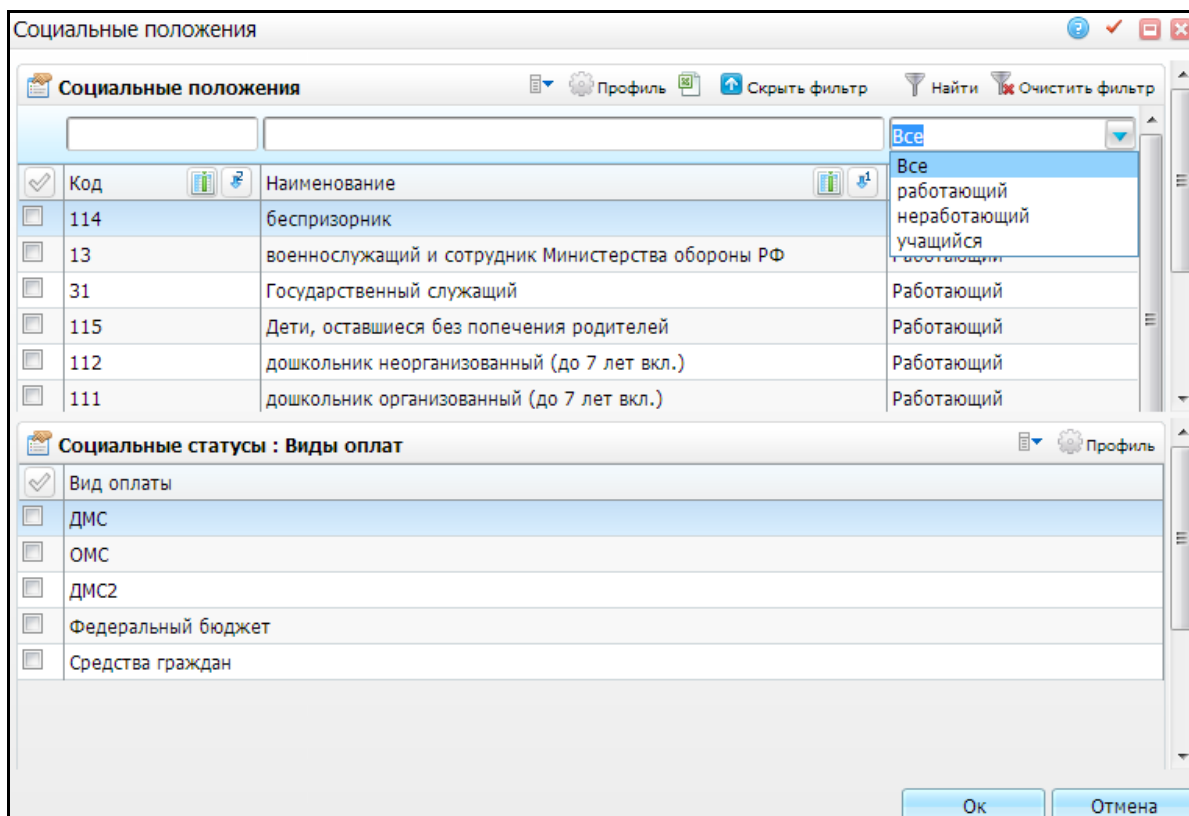 Социальные положения
Социальные положения Профиль Скрыть фильтр Найти Очистить фильтр
Все
Все
работающий
неработающий
учащийся
Код 2 Наименование 1
114 беспризорник
13 военнослужащий и сотрудник Министерства обороны РФ Работающий
31 Государственный служащий Работающий
115 Дети, оставшиеся без попечения родителей Работающий
112 дошкольник неорганизованный (до 7 лет вкл.) Работающий
111 дошкольник организованный (до 7 лет вкл.) Работающий
Социальные статусы : Виды оплат Профиль
Вид оплаты
ДМС
ОМС
ДМС2
Федеральный бюджет
Средства граждан
Ок Отмена